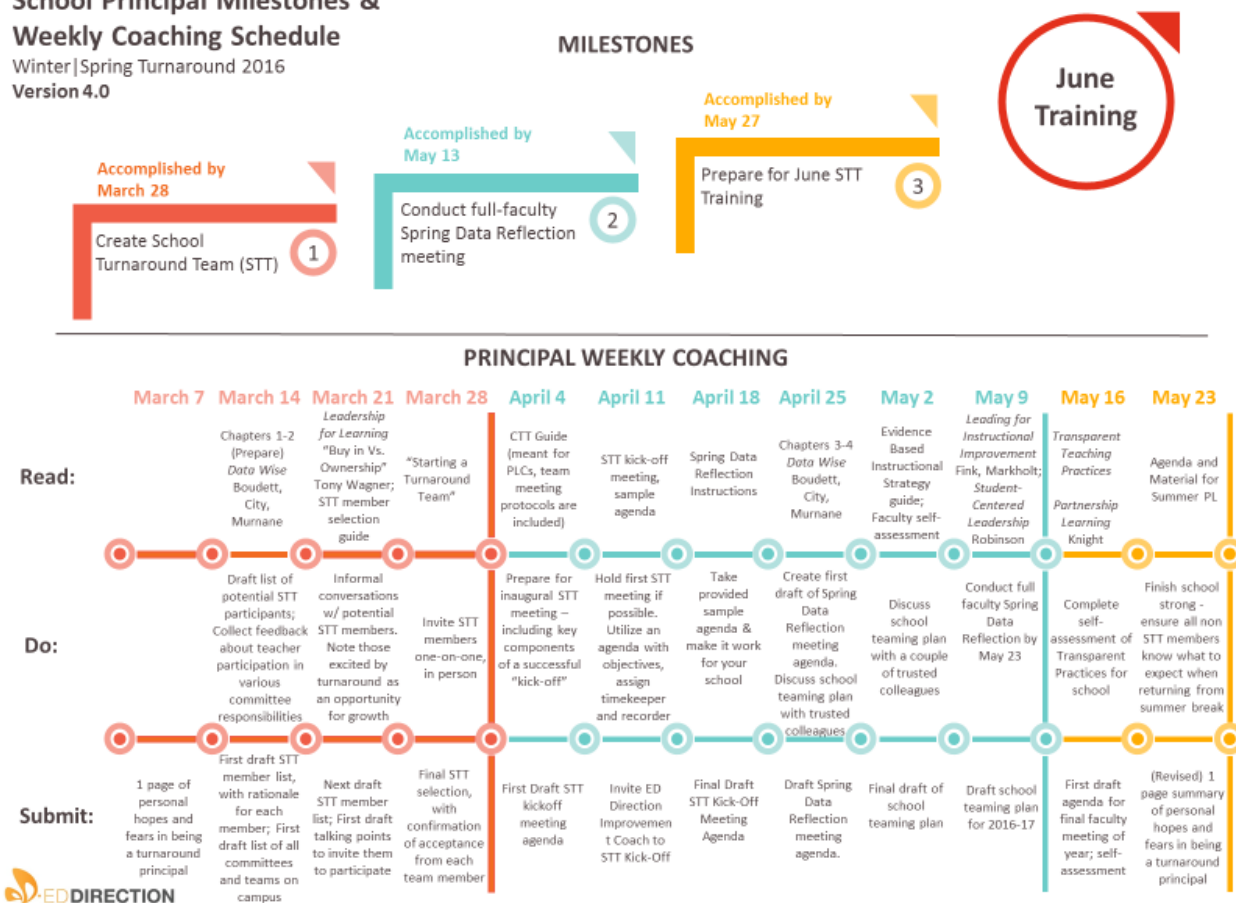 School Principal Milestones &
Weekly Coaching Schedule
Winter|Spring Turnaround 2016
Version 4.0
MILESTONES
June
Training
Accomplished by
May 27
Prepare for June STT
Training
3
Accomplished by
May 13
Conduct full-faculty
Spring Data Reflection
meeting
2
Accomplished by
March 28
Create School
Turnaround Team (STT)
1
PRINCIPAL WEEKLY COACHING
March 7
March 14
March 21
March 28
April 4
April 11
April 18
April 25
May 2
May 9
May 16
May 23
Read:
Chapters 1-2
(Prepare)
Data Wise
Boudett,
City,
Murnane
Leadership
for Learning
"Buy in Vs.
Ownership"
Tony Wagner;
STT member
selection
guide
"Starting a
Turnaround
Team"
CTT Guide
(meant for
PLCs, team
meeting
protocols are
included)
STT kick-off
meeting,
sample
agenda
Spring Data
Reflection
Instructions
Chapters 3-4
Data Wise
Boudett,
City,
Murnane
Evidence
Based
Instructional
Strategy
guide;
Faculty self-
assessment
Leading for
Instructional
Improvement
Fink, Markholt;
Student-
Centered
Leadership
Robinson
Transparent
Teaching
Practices
Partnership
Learning
Knight
Agenda and
Material for
Summer PL
Do:
Draft list of
potential STT
participants;
Collect feedback
about teacher
participation in
various
committee
responsibilities
Informal
conversations
w/ potential
STT members.
Note those
excited by
turnaround as
an opportunity
for growth
Invite STT
members
one-on-one,
in person
Prepare for
inaugural STT
meeting –
including key
components
of a successful
"kick-off"
Hold first STT
meeting if
possible.
Utilize an
agenda with
objectives,
assign
timekeeper
and recorder
Take
provided
sample
agenda &
make it work
for your
school
Create first
draft of Spring
Data
Reflection
meeting
agenda.
Discuss school
teaming plan
with trusted
colleagues
Discuss
school
teaming plan
with a couple
of trusted
colleagues
Conduct full
faculty Spring
Data
Reflection by
May 23
Complete
self-
assessment of
Transparent
Practices for
school
Finish school
strong -
ensure all non
STT members
know what to
expect when
returning from
summer break
Submit:
1 page of
personal
hopes and
fears in being
a turnaround
principal
First draft STT
member list,
with rationale
for each
member; First
draft list of all
committees
and teams on
campus
Next draft
STT member
list; First draft
talking points
to invite them
to participate
Final STT
selection,
with
confirmation
of acceptance
from each
team member
First Draft STT
kickoff
meeting
agenda
Invite ED
Direction
Improvemen
t Coach to
STT Kick-Off
Final Draft
STT Kick-Off
Meeting
Agenda
Draft Spring
Data
Reflection
meeting
agenda.
Final draft of
school
teaming plan
Draft school
teaming plan
for 2016-17
First draft
agenda for
final faculty
meeting of
year; self-
assessment
(Revised) 1
page summary
of personal
hopes and
fears in being
a turnaround
principal
EDDIRECTION